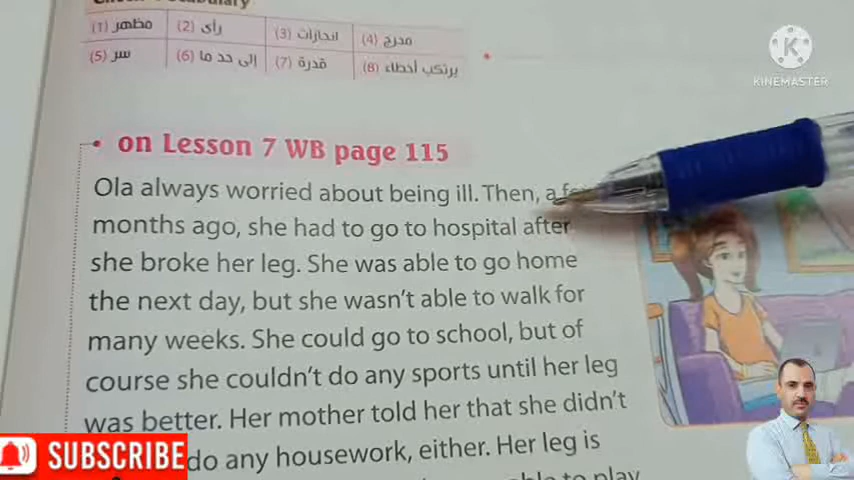 (1) مظهر (2) رأى (3) انجازات (4) مدرج
(5) سر (6) إلى حد ما (7) قدرة (8) يرتكب أخطاء
K
KINEMASTER
on Lesson 7 WB page 115
Ola always worried about being ill. Then, a
months ago, she had to go to hospital after
she broke her leg. She was able to go home
the next day, but she wasn't able to walk for
many weeks. She could go to school, but of
course she couldn't do any sports until her leg
was better. Her mother told her that she didn't
do any housework, either. Her leg is
to play
SUBSCRIBE